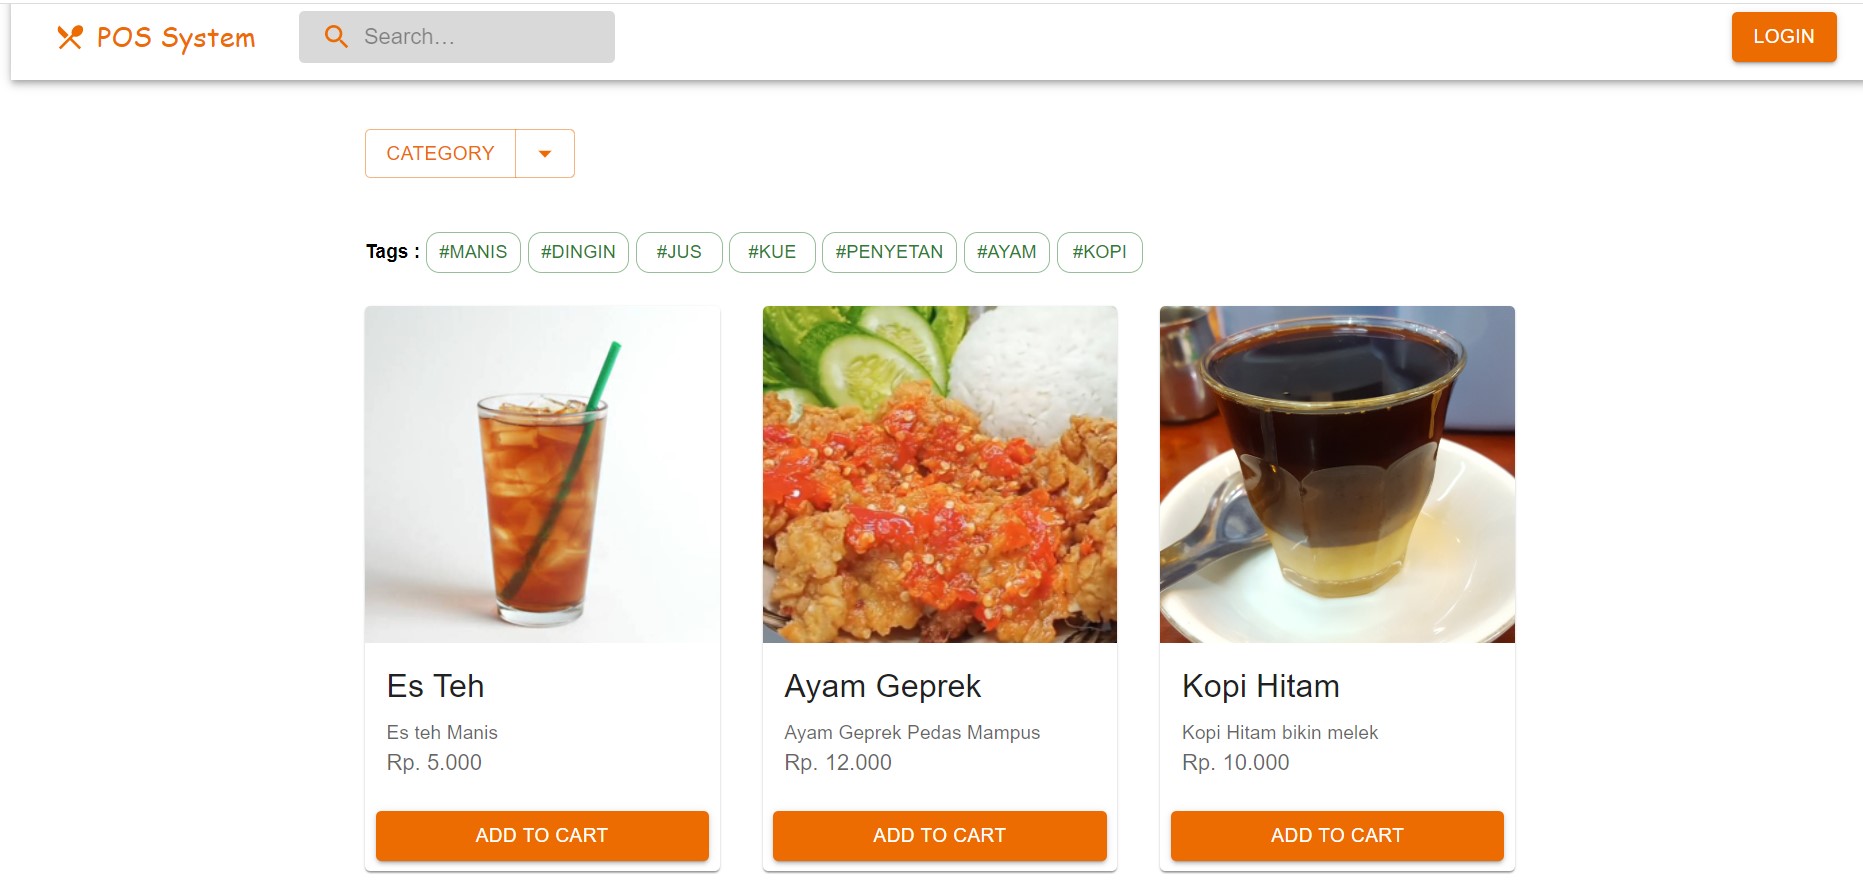 POS System
Search...
LOGIN
CATEGORY
Tags : #MANIS #DINGIN #JUS #KUE #PENYETAN #AYAM #KOPI
Es Teh
Es teh Manis
Rp. 5.000
ADD TO CART
Ayam Geprek
Ayam Geprek Pedas Mampus
Rp. 12.000
ADD TO CART
Kopi Hitam
Kopi Hitam bikin melek
Rp. 10.000
ADD TO CART